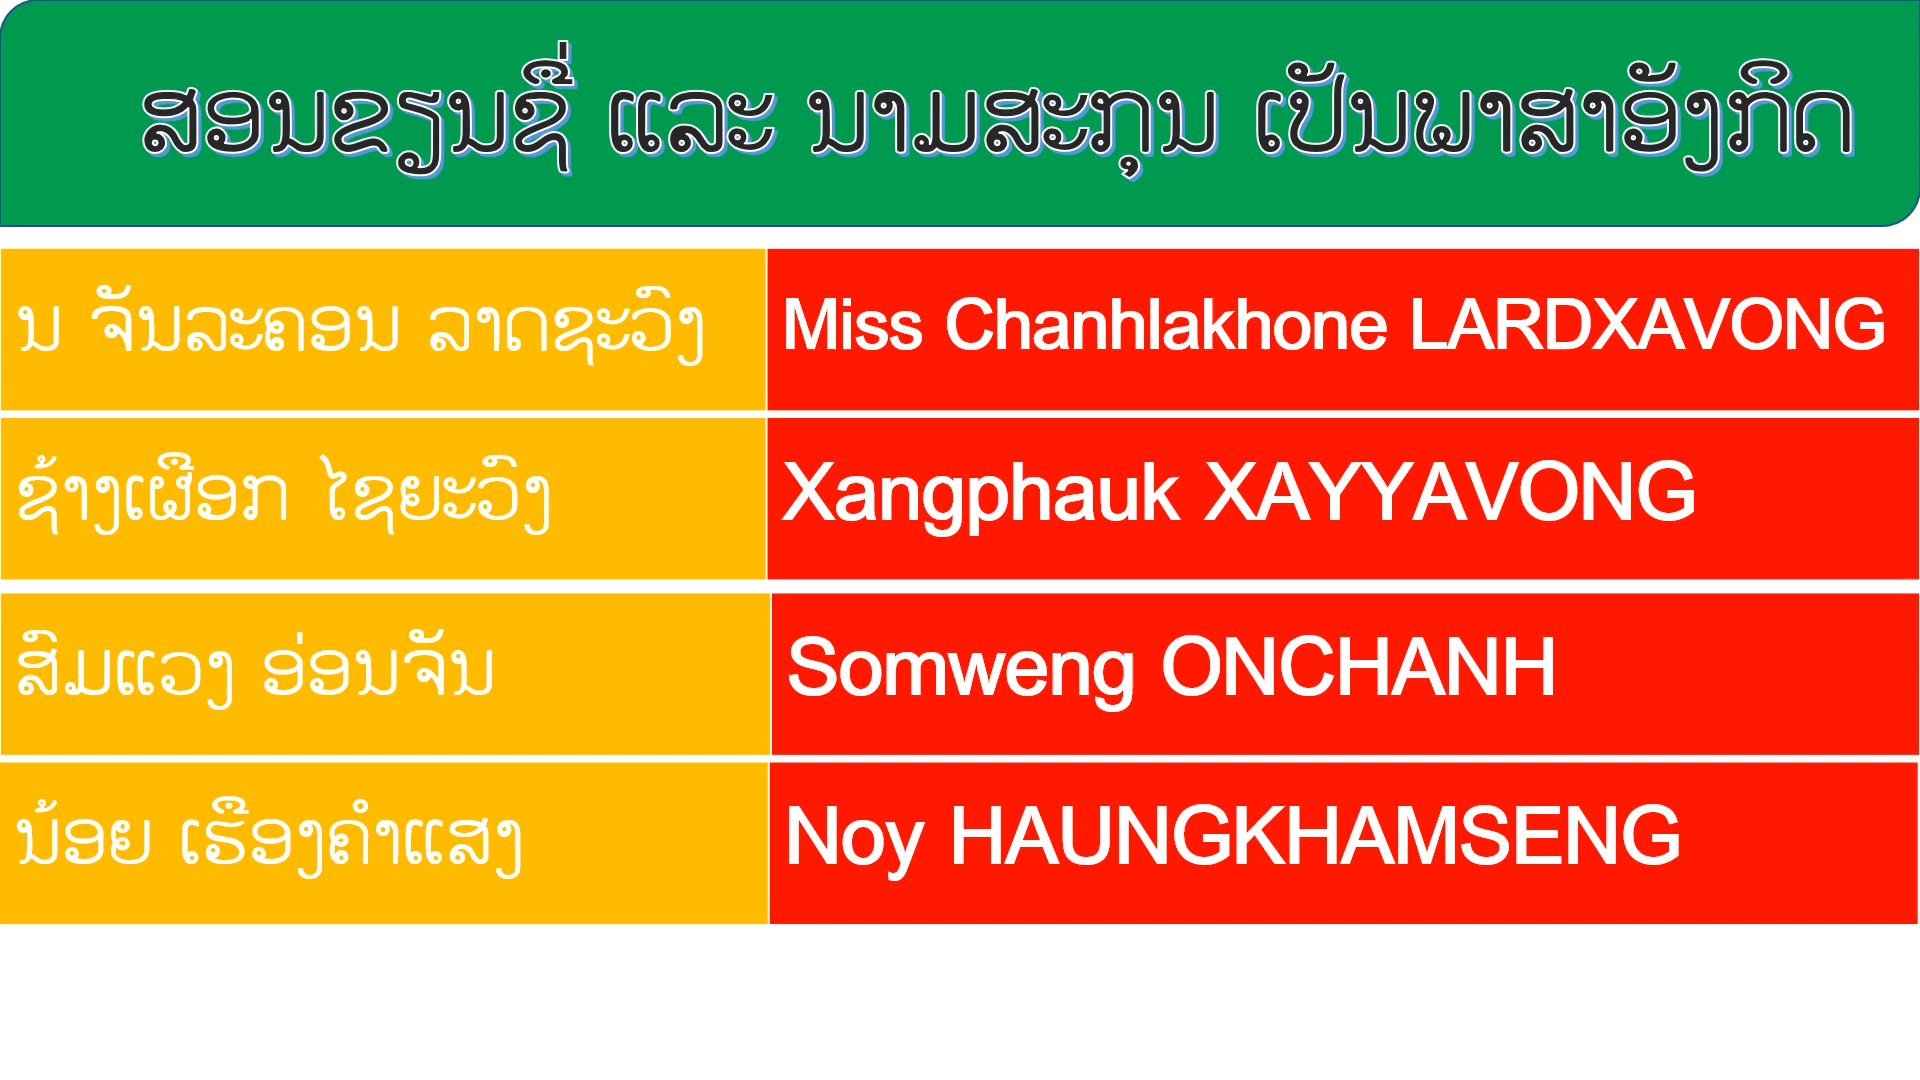 ສອນຂຽນຊື່ ແລະ ນາມສະກຸນ ເປັນພາສາອັງກິດ
ນ ຈັນລະຄອນ ລາດຊະວົງ Miss Chanhlakhone LARDXAVONG
ຊ້າງເຜືອກ ໄຊຍະວົງ Xangphauk XAYYAVONG
ສົມແວງ ອ່ອນຈັນ Somweng ONCHANH
ນ້ອຍ ເຮືອງຄຳແສງ Noy HAUNGKHAMSENG